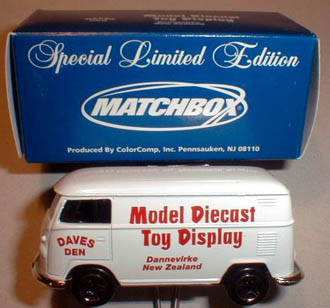 Special Limited Edition
MATCHBOX
Produced By ColorComp, Inc. Pennsauken, NJ 08110
Model Diecast
Toy Display
DAVES
DEN
Dannevirke
New Zealand